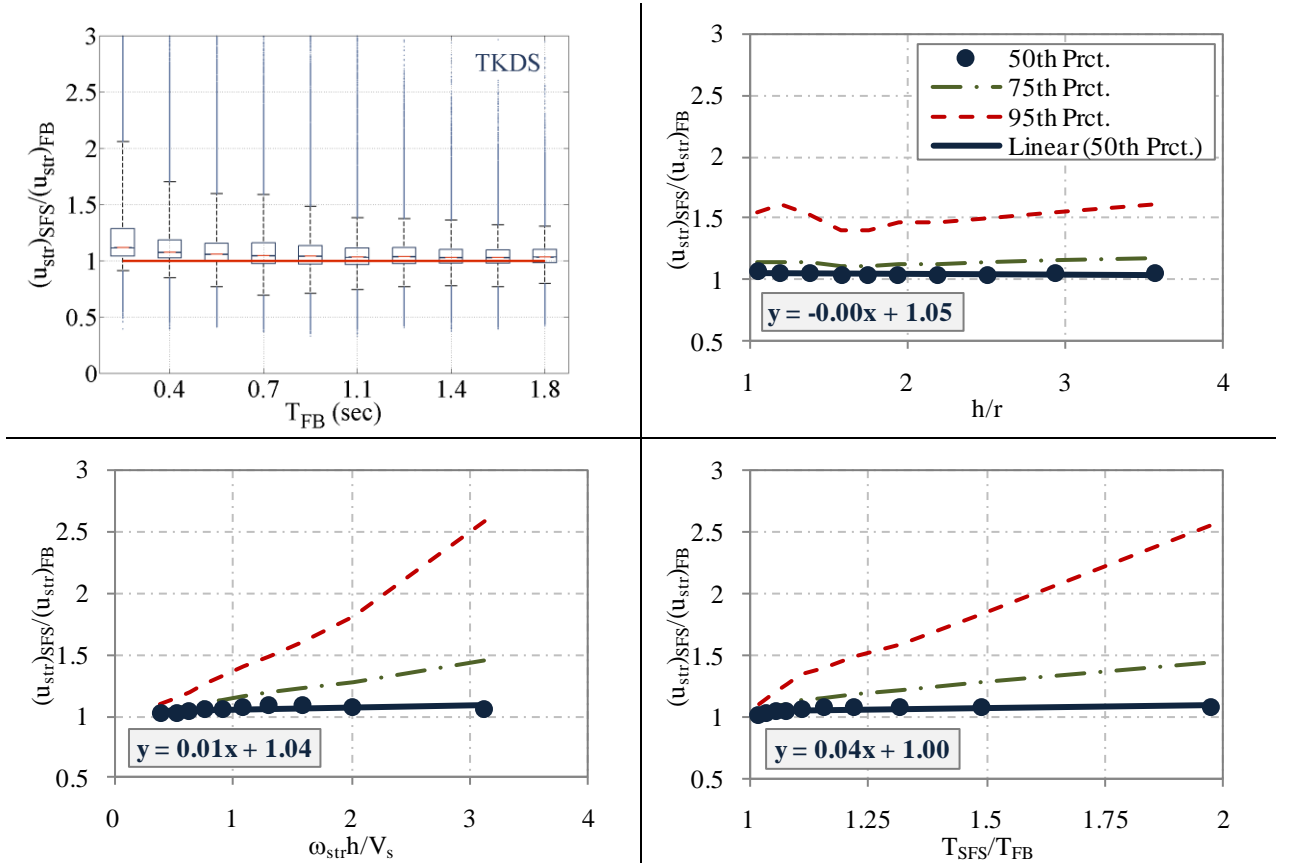 3
2.5
2
1.5
1
0.5
0
(u_str)_SFS/(u_str)_FB
TKDS
0.4 0.7 1.1 1.4 1.8
T_FB (sec)
3
2.5
2
1.5
1
0.5
(u_str)_SFS/(u_str)_FB
50th Prct.
75th Prct.
95th Prct.
Linear (50th Prct.)
y = -0.00x + 1.05
1 2 3 4
h/r
3
2.5
2
1.5
1
0.5
(u_str)_SFS/(u_str)_FB
y = 0.01x + 1.04
0 1 2 3 4
ω_str h/V_s
3
2.5
2
1.5
1
0.5
(u_str)_SFS/(u_str)_FB
y = 0.04x + 1.00
1 1.25 1.5 1.75 2
T_SFS/T_FB